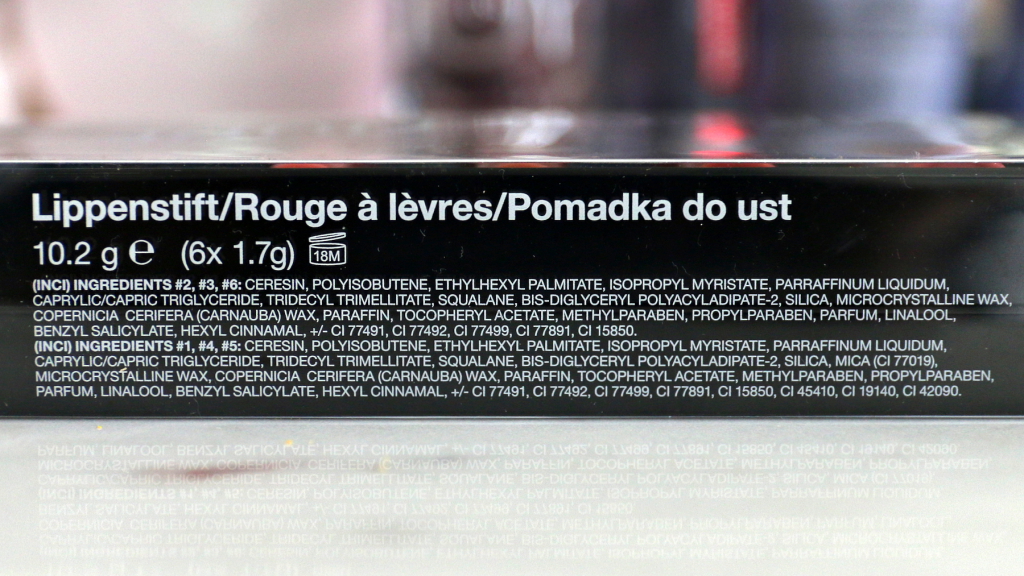 Lippenstift/Rouge à lèvres/Pomadka do ust
10.2 g ℮ (6x 1.7g) 18M
(INCI) INGREDIENTS #2, #3, #6: CERESIN, POLYISOBUTENE, ETHYLHEXYL PALMITATE, ISOPROPYL MYRISTATE, PARRAFFINUM LIQUIDUM,
CAPRYLIC/CAPRIC TRIGLYCERIDE, TRIDECYL TRIMELLITATE, SQUALANE, BIS-DIGLYCERYL POLYACYLADIPATE-2, SILICA, MICROCRYSTALLINE WAX,
COPERNICIA CERIFERA (CARNAUBA) WAX, PARAFFIN, TOCOPHERYL ACETATE, METHYLPARABEN, PROPYLPARABEN, PARFUM, LINALOOL,
BENZYL SALICYLATE, HEXYL CINNAMAL, +/- CI 77491, CI 77492, CI 77499, CI 77891, CI 15850.
(INCI) INGREDIENTS #1, #4, #5: CERESIN, POLYISOBUTENE, ETHYLHEXYL PALMITATE, ISOPROPYL MYRISTATE, PARRAFFINUM LIQUIDUM,
CAPRYLIC/CAPRIC TRIGLYCERIDE, TRIDECYL TRIMELLITATE, SQUALANE, BIS-DIGLYCERYL POLYACYLADIPATE-2, SILICA, MICA (CI 77019),
MICROCRYSTALLINE WAX, COPERNICIA CERIFERA (CARNAUBA) WAX, PARAFFIN, TOCOPHERYL ACETATE, METHYLPARABEN, PROPYLPARABEN,
PARFUM, LINALOOL, BENZYL SALICYLATE, HEXYL CINNAMAL, +/- CI 77491, CI 77492, CI 77499, CI 77891, CI 15850, CI 45410, CI 19140, CI 42090.